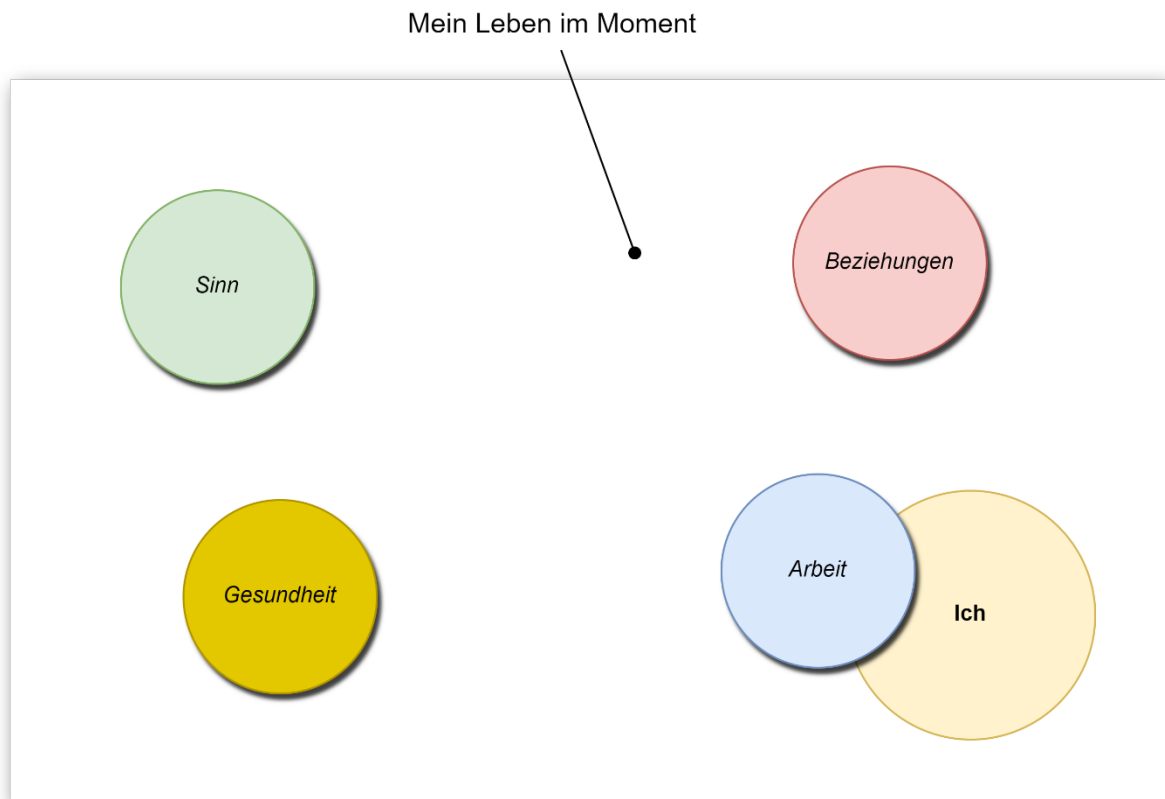 Mein Leben im Moment
Beziehungen
Sinn
Arbeit
Gesundheit
Ich